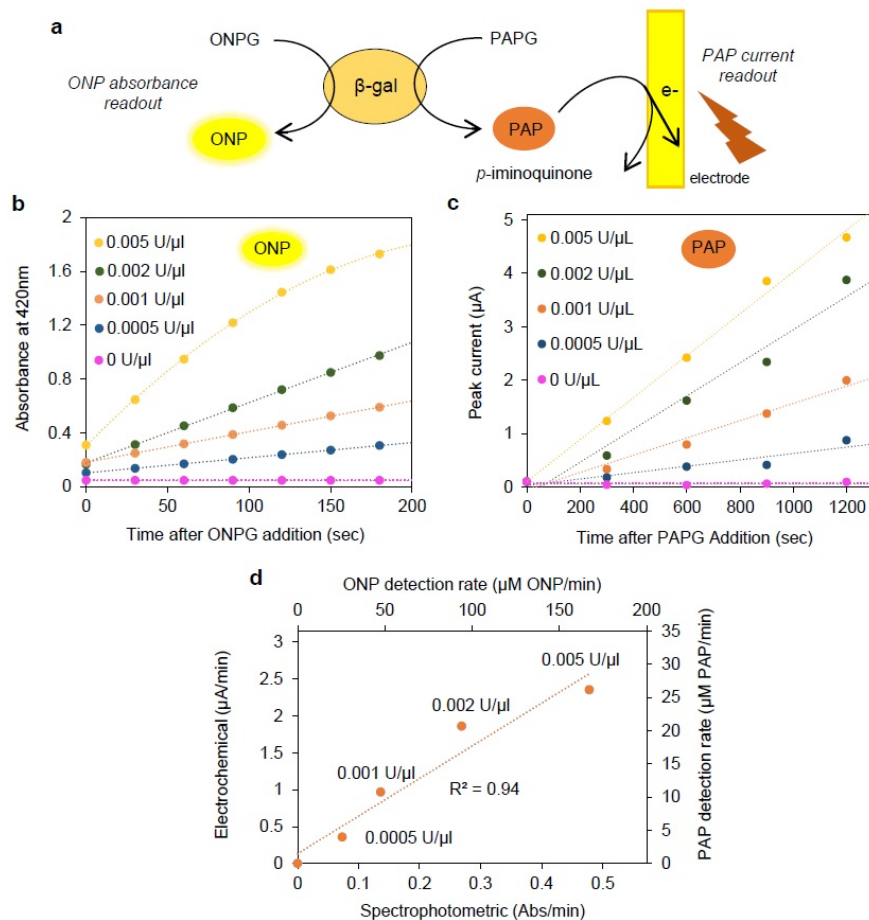 a
ONPG
PAPG
ONP absorbance
readout
β-gal
PAP current
readout
e-
ONP
PAP
p-iminoquinone
electrode
b
Absorbance at 420nm
2
1.6
1.2
0.8
0.4
0
0.005 U/µl
0.002 U/µl
0.001 U/µl
0.0005 U/µl
0 U/µl
ONP
0 50 100 150 200
Time after ONPG addition (sec)
c
Peak current (µA)
5
4
3
2
1
0
0.005 U/µL
0.002 U/µL
0.001 U/µL
0.0005 U/µL
0 U/µL
PAP
0 200 400 600 800 1000 1200
Time after PAPG Addition (sec)
d
ONP detection rate (µM ONP/min)
0 50 100 150 200
Electrochemical (µA/min)
3
2.5
2
1.5
1
0.5
0
0.005 U/µl
0.002 U/µl
0.001 U/µl
R² = 0.94
0.0005 U/µl
35
30
25
20
15
10
5
0
PAP detection rate (µM PAP/min)
0 0.1 0.2 0.3 0.4 0.5
Spectrophotometric (Abs/min)